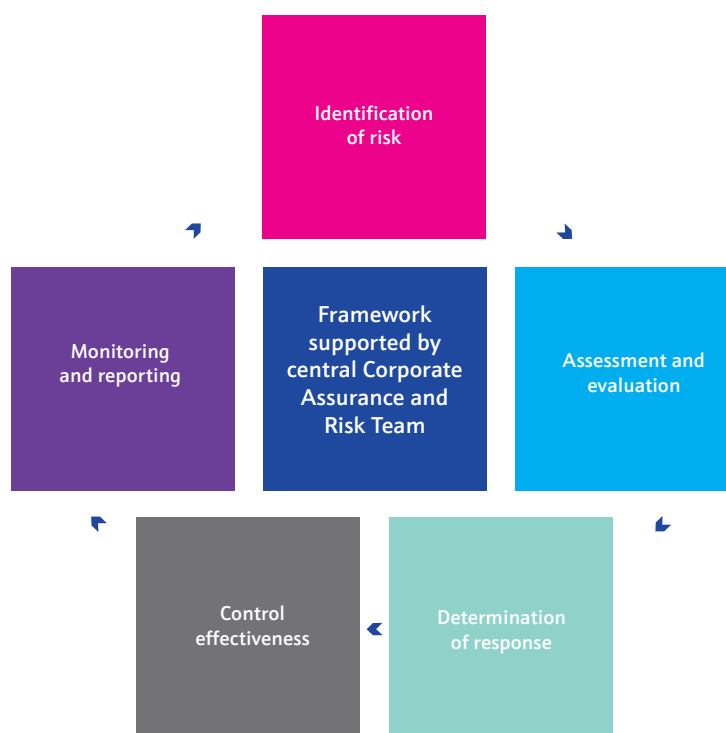 Identification
of risk
Monitoring
and reporting
Framework
supported by
central Corporate
Assurance and
Risk Team
Assessment and
evaluation
Control
effectiveness
Determination
of response